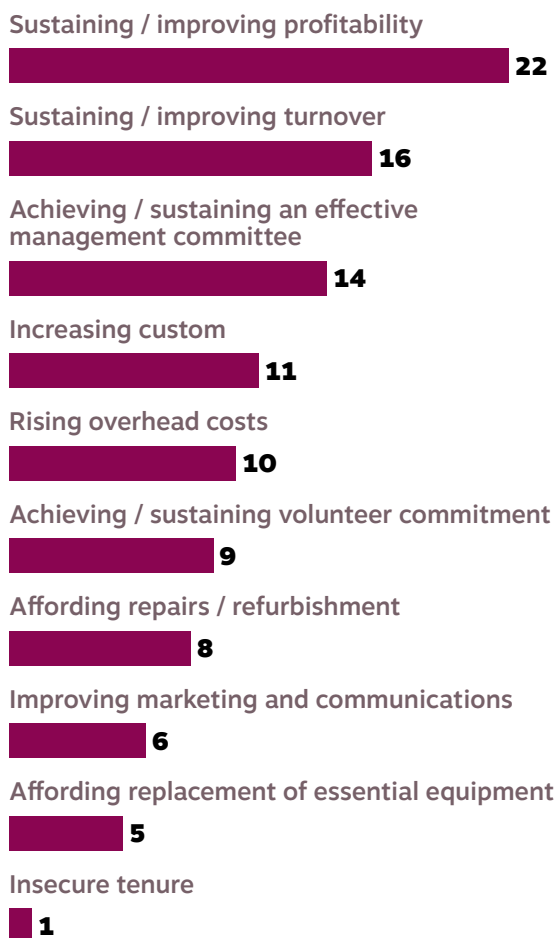 Sustaining / improving profitability
22
Sustaining / improving turnover
16
Achieving / sustaining an effective
management committee
14
Increasing custom
11
Rising overhead costs
10
Achieving / sustaining volunteer commitment
9
Affording repairs / refurbishment
8
Improving marketing and communications
6
Affording replacement of essential equipment
5
Insecure tenure
1